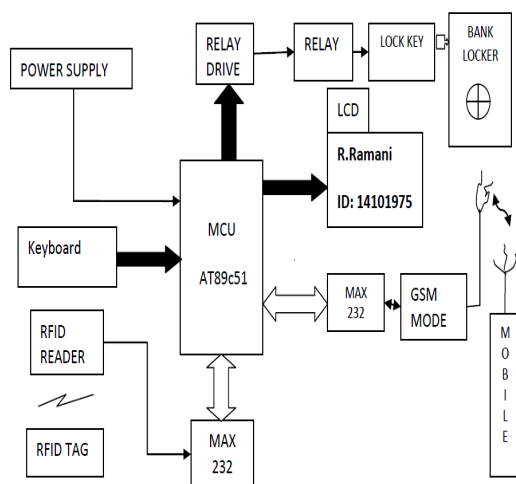 RELAY
DRIVE
RELAY
LOCK KEY
BANK
LOCKER
POWER SUPPLY
LCD
R.Ramani
ID: 14101975
MCU
AT89c51
Keyboard
MAX
232
GSM
MODE
RFID
READER
RFID TAG
MAX
232
M
O
B
I
L
E